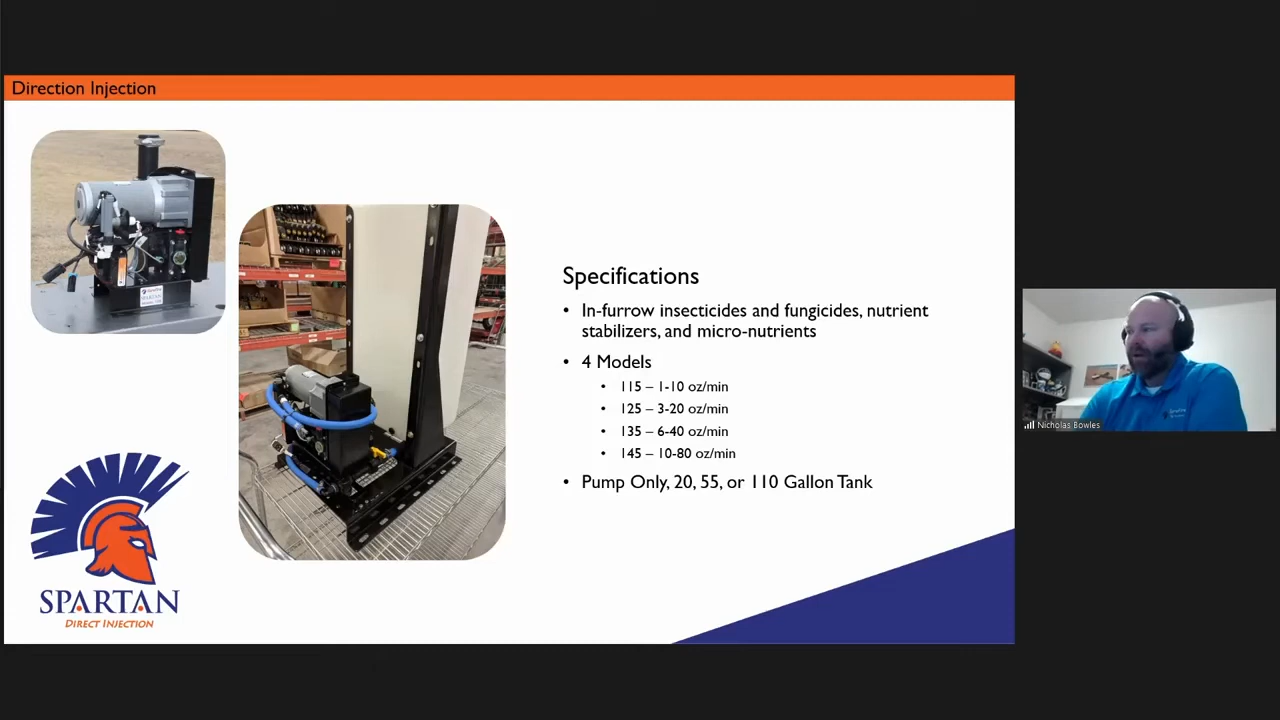 Direction Injection
Specifications
• In-furrow insecticides and fungicides, nutrient
stabilizers, and micro-nutrients
• 4 Models
• 115 – 1-10 oz/min
• 125 – 3-20 oz/min
• 135 – 6-40 oz/min
• 145 – 10-80 oz/min
• Pump Only, 20, 55, or 110 Gallon Tank
SPARTAN
DIRECT INJECTION
Nicholas Bowles